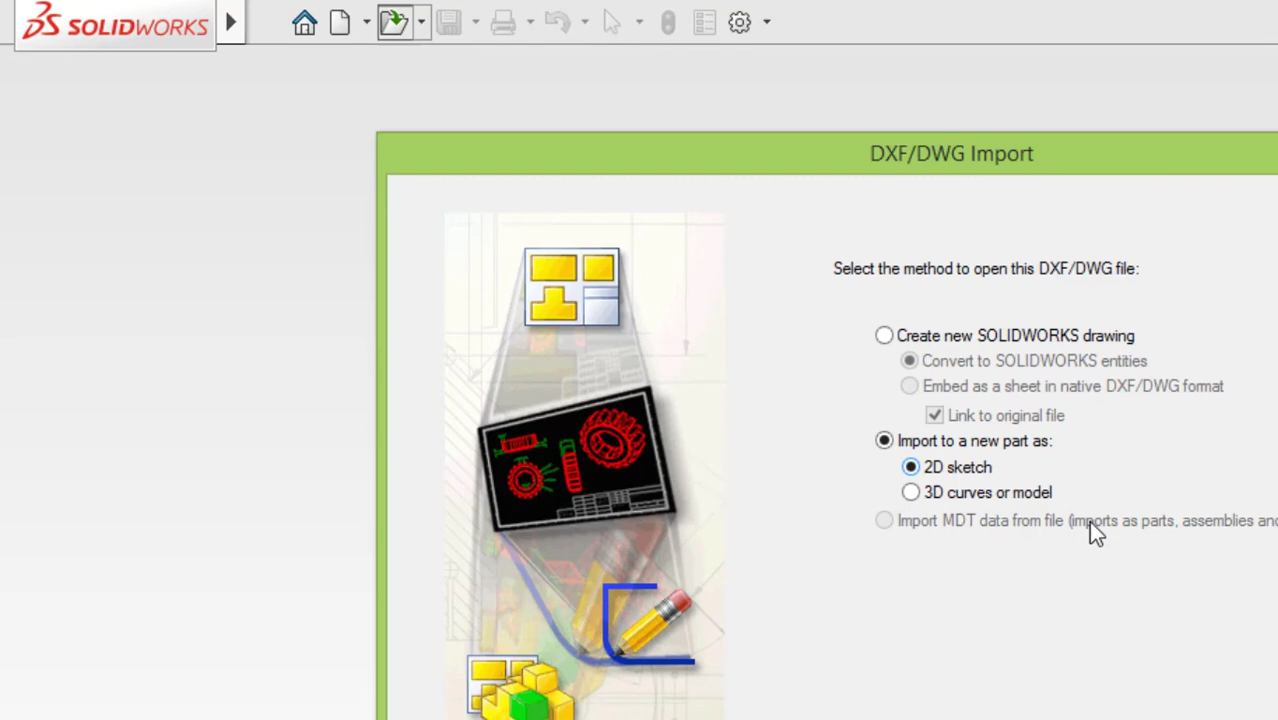 SOLIDWORKS
DXF/DWG Import
Select the method to open this DXF/DWG file:
Create new SOLIDWORKS drawing
Convert to SOLIDWORKS entities
Embed as a sheet in native DXF/DWG format
Link to original file
Import to a new part as:
2D sketch
3D curves or model
Import MDT data from file (imports as parts, assemblies and